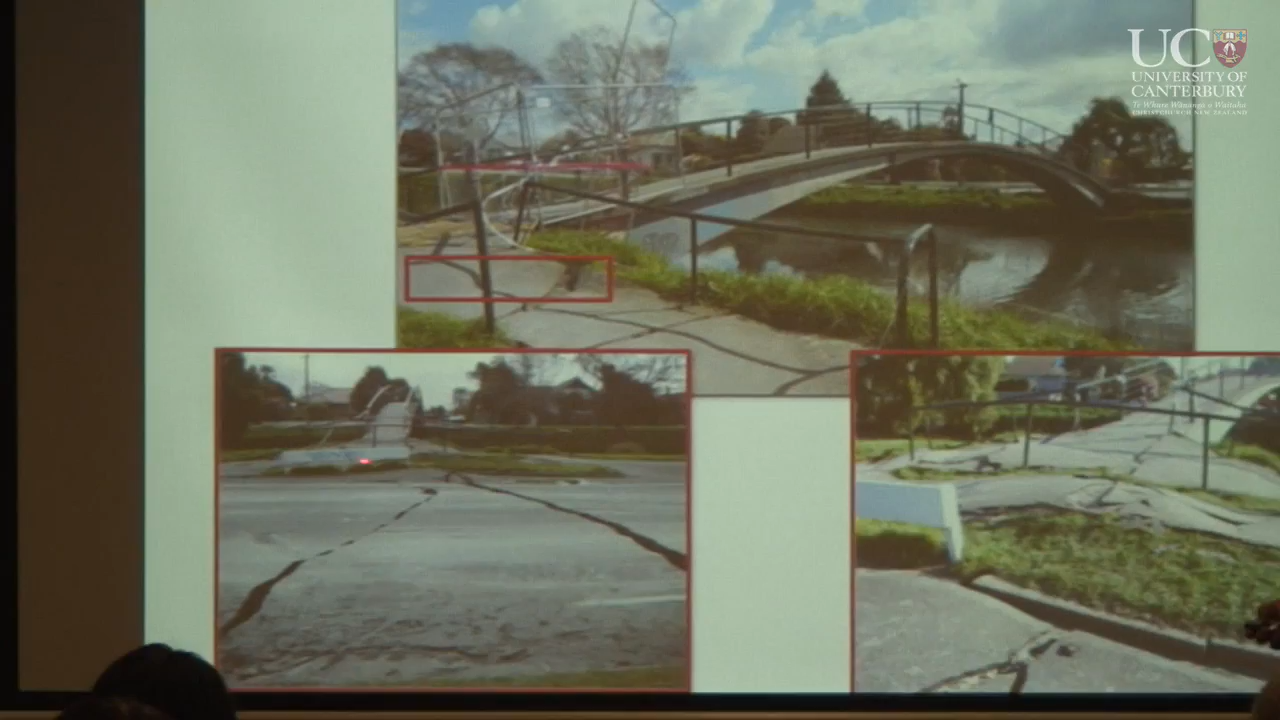 UC
UNIVERSITY OF
CANTERBURY
Te Whare Wānanga o Waitaha
CHRISTCHURCH NEW ZEALAND